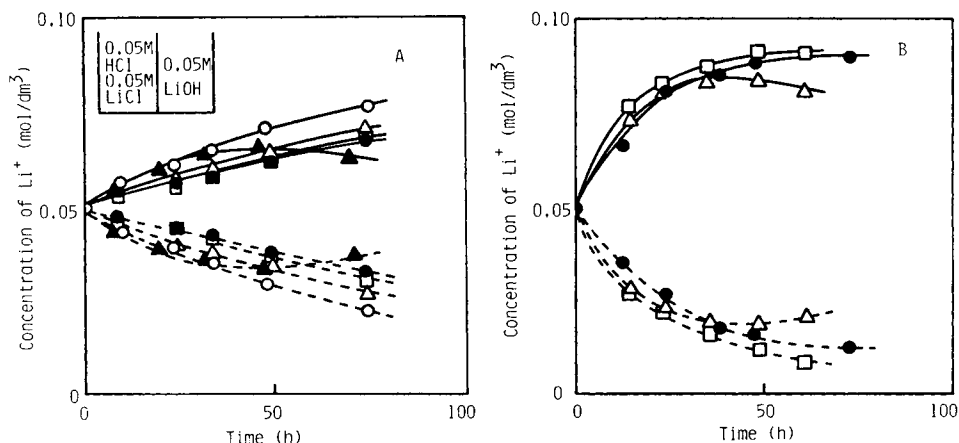 0.10
0.05M
HCl
0.05M
LiCl
0.05M
LiOH
A
Concentration of Li⁺ (mol/dm³)
0.05
0
0
50
100
Time (h)
0.10
B
Concentration of Li⁺ (mol/dm³)
0.05
0
0
50
100
Time (h)